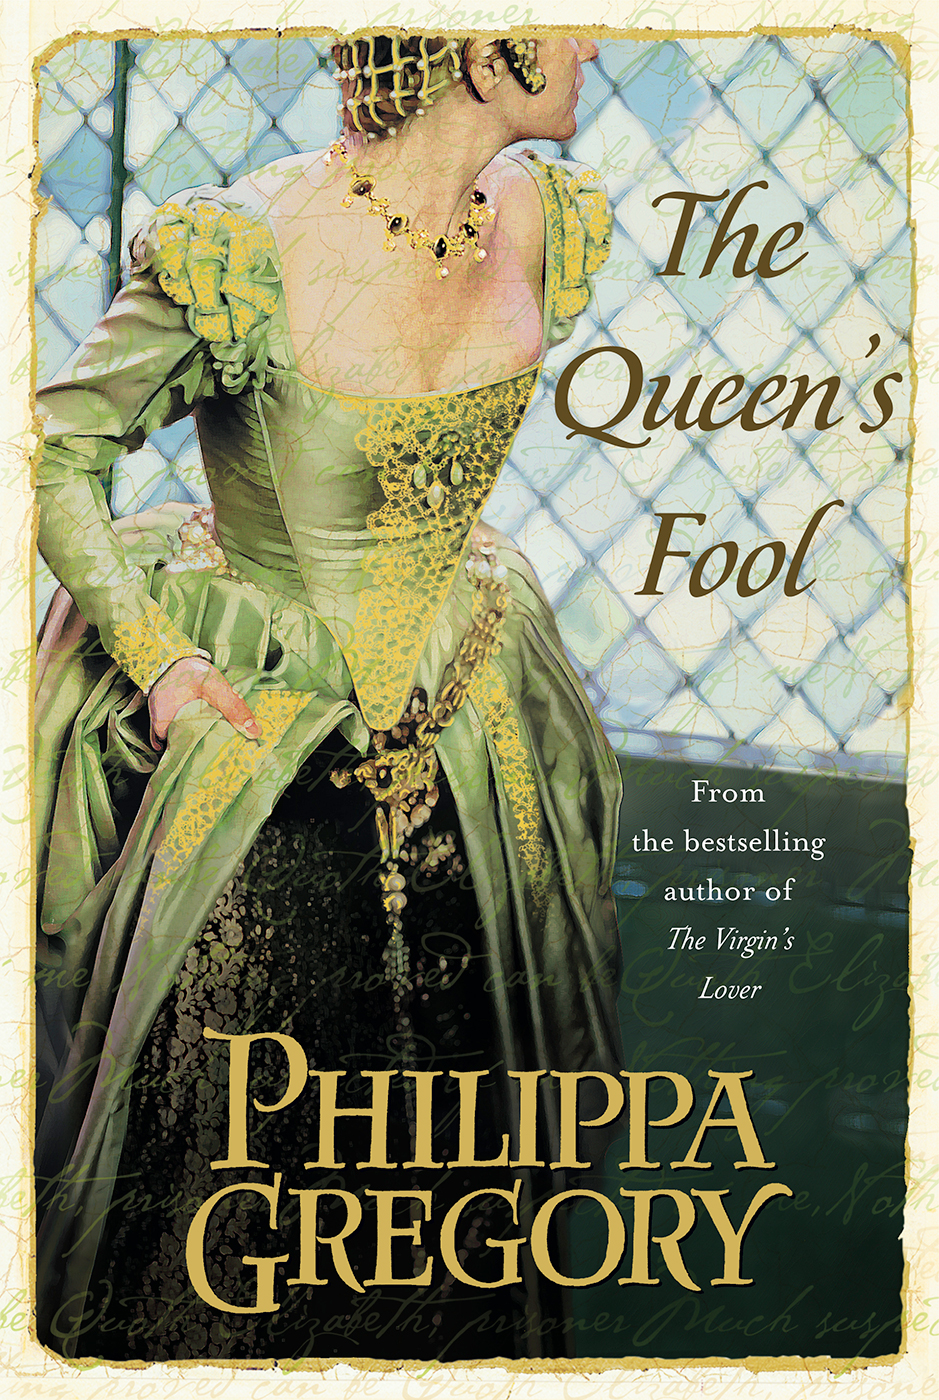 The
Queen's
Fool
From
the bestselling
author of
The Virgin's
Lover
PHILIPPA
GREGORY